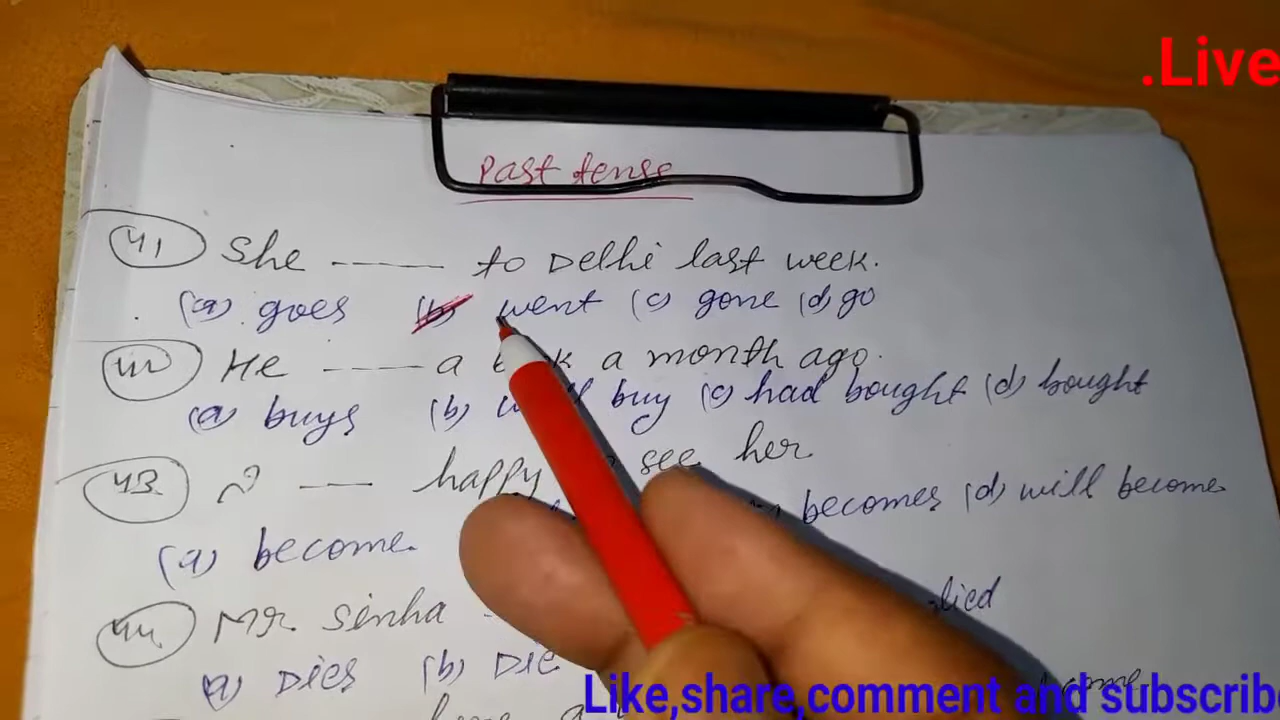 .Live
Past tense
41, She ——— to Delhi last week.
(a) goes (b) went (c) gone (d) go
42 He ——— a a month ago.
(a) buys (b) buy (c) had bought (d) bought
43. ——— happy see her.
(a) become. becomes (d) will become
44. Mr. Sinha
(a) Dies (b) Die
Like,share,comment and subscrib